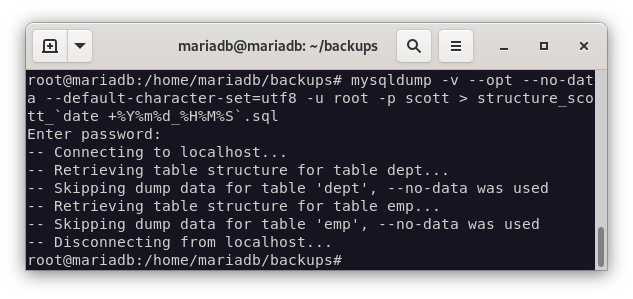 mariadb@mariadb: ~/backups
root@mariadb:/home/mariadb/backups# mysqldump -v --opt --no-dat
a --default-character-set=utf8 -u root -p scott > structure_sco
tt_`date +%Y%m%d_%H%M%S`.sql
Enter password:
-- Connecting to localhost...
-- Retrieving table structure for table dept...
-- Skipping dump data for table 'dept', --no-data was used
-- Retrieving table structure for table emp...
-- Skipping dump data for table 'emp', --no-data was used
-- Disconnecting from localhost...
root@mariadb:/home/mariadb/backups#